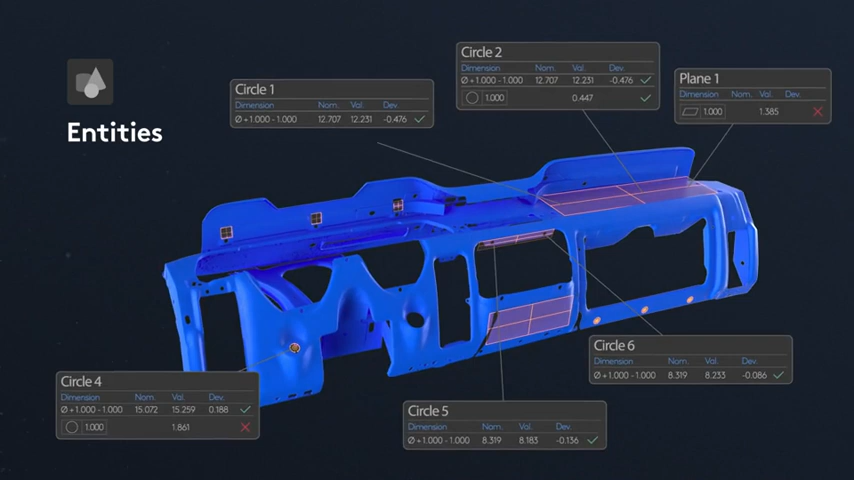 Entities
Circle 1
Dimension Nom. Val. Dev.
Ø +1.000 -1.000 12.707 12.231 -0.476
Circle 2
Dimension Nom. Val. Dev.
Ø +1.000 -1.000 12.707 12.231 -0.476
1.000 0.447
Plane 1
Dimension Nom. Val. Dev.
1.000 1.385
Circle 4
Dimension Nom. Val. Dev.
Ø +1.000 -1.000 15.072 15.259 0.188
1.000 1.861
Circle 5
Dimension Nom. Val. Dev.
Ø +1.000 -1.000 8.319 8.183 -0.136
Circle 6
Dimension Nom. Val. Dev.
Ø +1.000 -1.000 8.319 8.233 -0.086